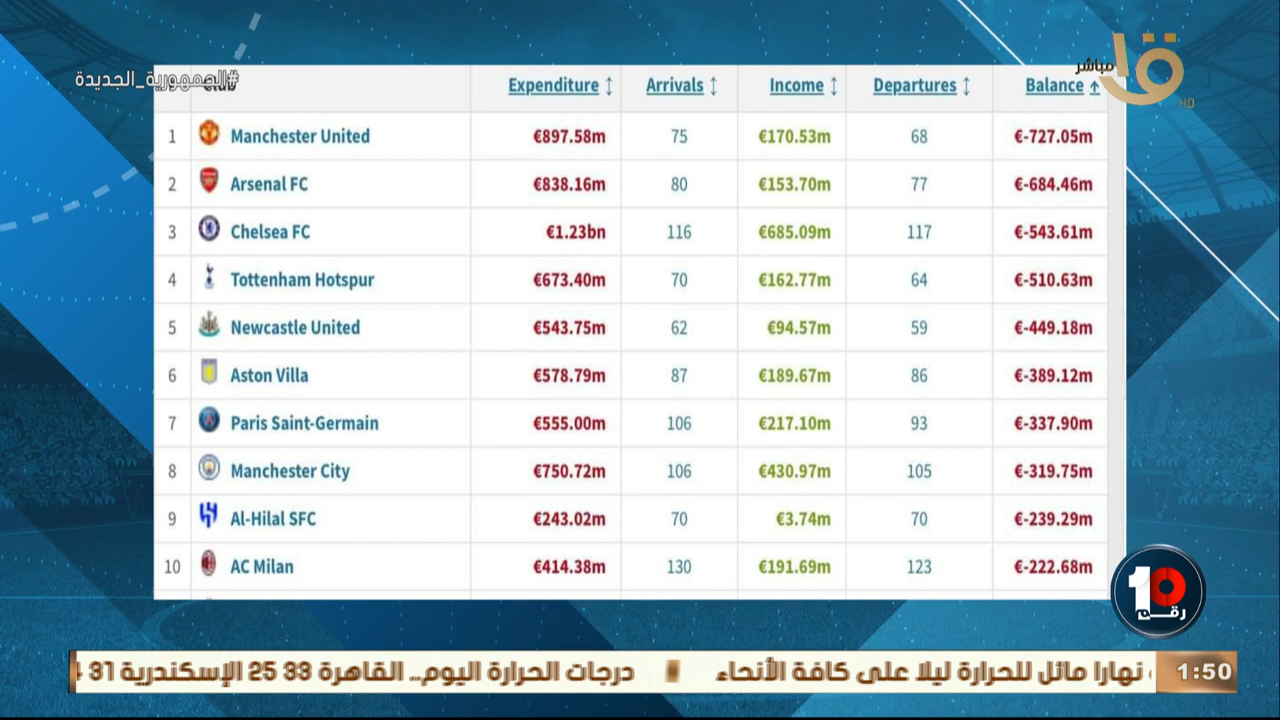 #الجمهورية_الجديدة
مباشر
HD
Club Expenditure Arrivals Income Departures Balance
1 Manchester United €897.58m 75 €170.53m 68 €-727.05m
2 Arsenal FC €838.16m 80 €153.70m 77 €-684.46m
3 Chelsea FC €1.23bn 116 €685.09m 117 €-543.61m
4 Tottenham Hotspur €673.40m 70 €162.77m 64 €-510.63m
5 Newcastle United €543.75m 62 €94.57m 59 €-449.18m
6 Aston Villa €578.79m 87 €189.67m 86 €-389.12m
7 Paris Saint-Germain €555.00m 106 €217.10m 93 €-337.90m
8 Manchester City €750.72m 106 €430.97m 105 €-319.75m
9 Al-Hilal SFC €243.02m 70 €3.74m 70 €-239.29m
10 AC Milan €414.38m 130 €191.69m 123 €-222.68m
10
رقم
1:50
نهارا مائل للحرارة ليلا على كافة الأنحاء درجات الحرارة اليوم.. القاهرة 33 25 الإسكندرية 31